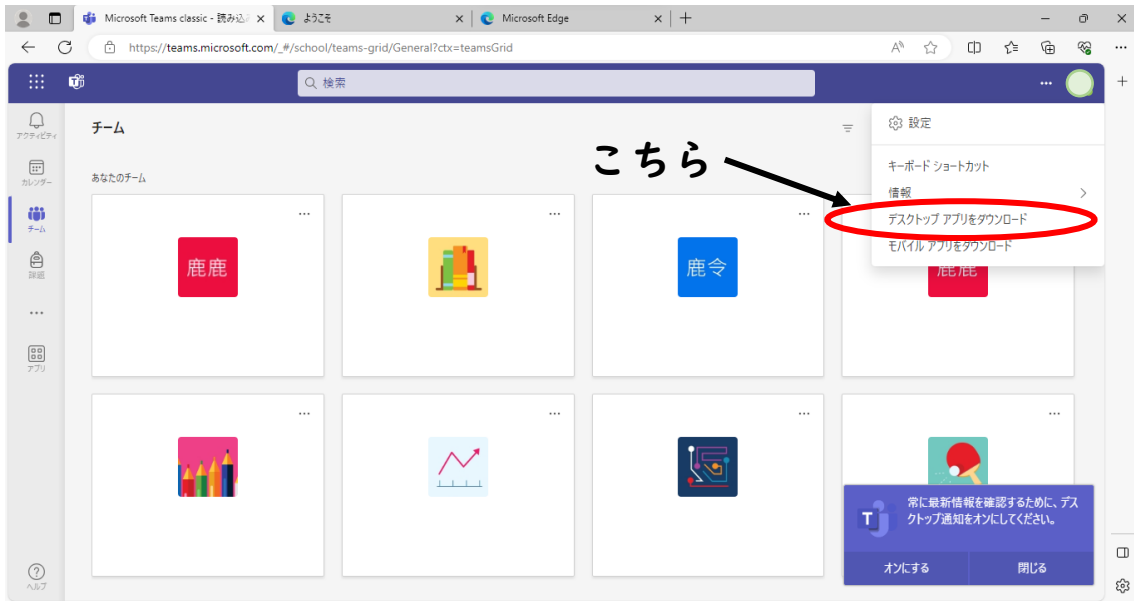 Microsoft Teams classic - 読み込み
ようこそ
Microsoft Edge
https://teams.microsoft.com/_#/school/teams-grid/General?ctx=teamsGrid
検索
アクティビティ
カレンダー
チーム
課題
アプリ
ヘルプ
チーム
あなたのチーム
こちら
設定
キーボード ショートカット
情報
デスクトップ アプリをダウンロード
モバイル アプリをダウンロード
鹿鹿
鹿令
鹿鹿
常に最新情報を確認するために、デス
クトップ通知をオンにしてください。
オンにする
閉じる